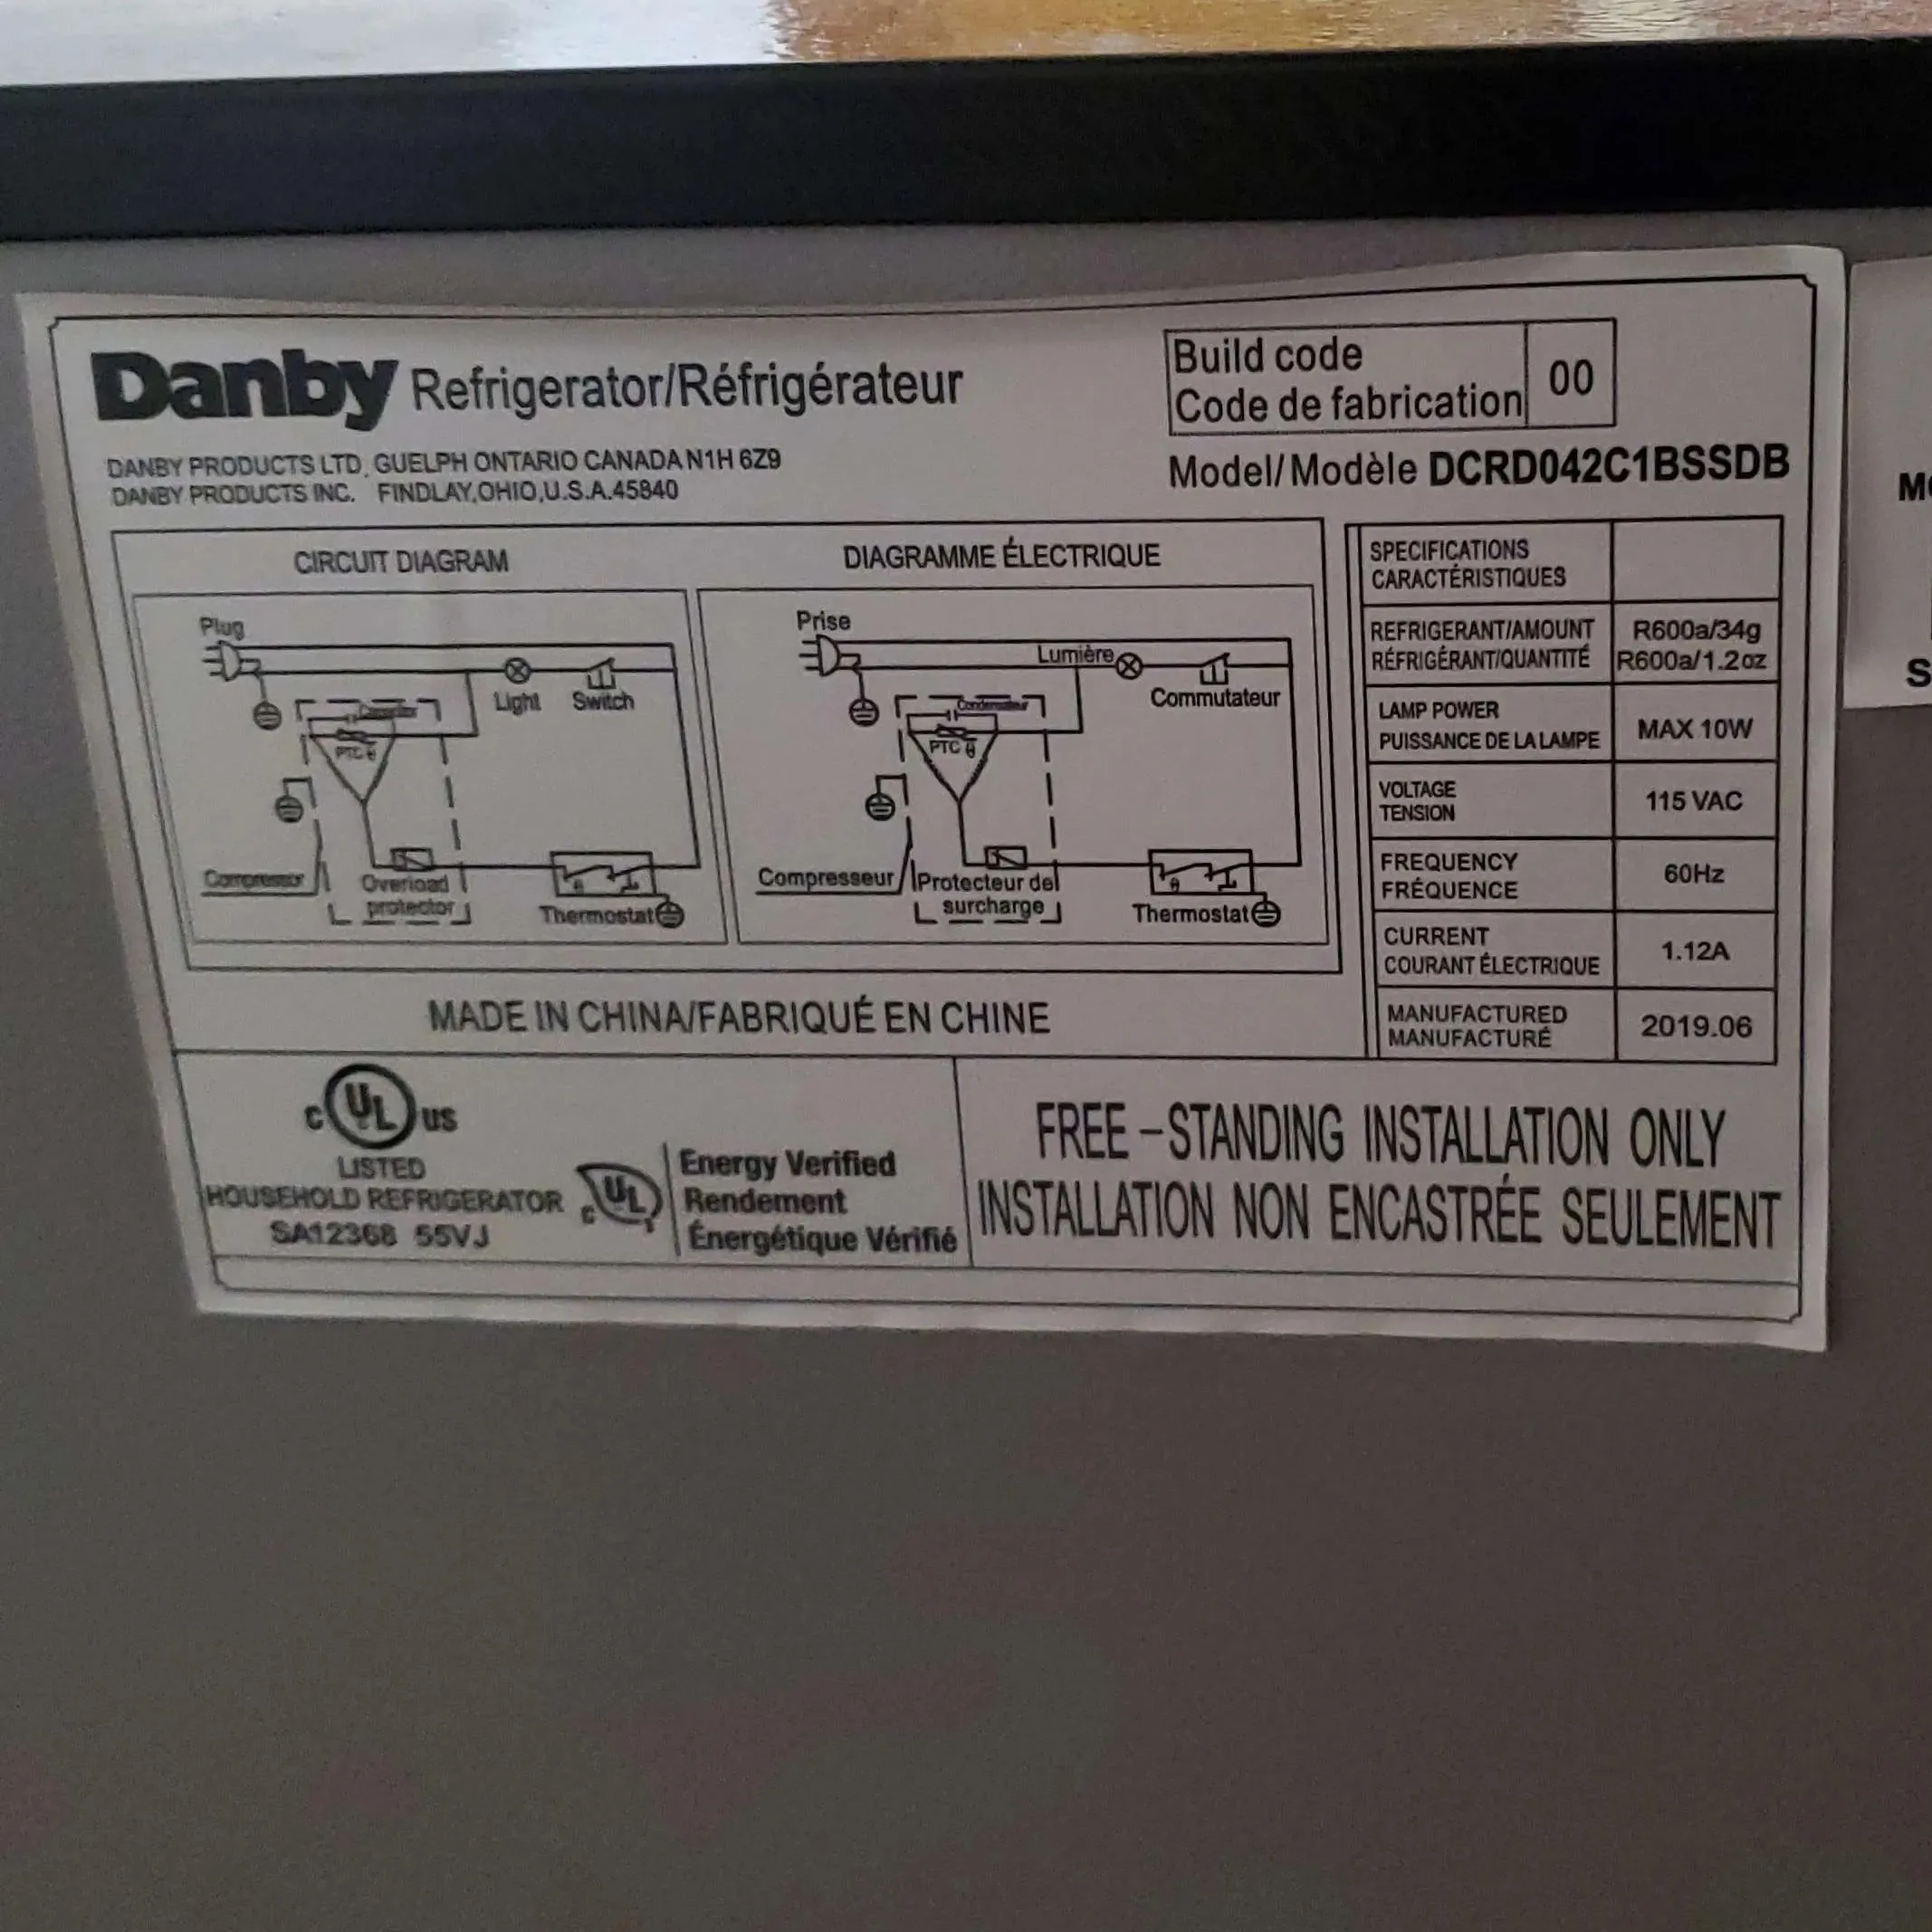 Danby Refrigerator/Réfrigérateur
DANBY PRODUCTS LTD. GUELPH ONTARIO CANADA N1H 6Z9
DANBY PRODUCTS INC. FINDLAY,OHIO,U.S.A.45840
Build code
Code de fabrication
00
Model/Modèle DCRD042C1BSSDB
CIRCUIT DIAGRAM
Plug
Light
Switch
PTC θ
Compressor
Overload
protector
θ
Thermostat
DIAGRAMME ÉLECTRIQUE
Prise
Lumière
Commutateur
Condensateur
PTC θ
Compresseur
Protecteur de
surcharge
θ
Thermostat
SPECIFICATIONS
CARACTÉRISTIQUES
REFRIGERANT/AMOUNT R600a/34g
RÉFRIGÉRANT/QUANTITÉ R600a/1.2oz
LAMP POWER
PUISSANCE DE LA LAMPE
MAX 10W
VOLTAGE
TENSION
115 VAC
FREQUENCY
FRÉQUENCE
60Hz
CURRENT
COURANT ÉLECTRIQUE
1.12A
MANUFACTURED
MANUFACTURÉ
2019.06
MADE IN CHINA/FABRIQUÉ EN CHINE
C UL US
LISTED
HOUSEHOLD REFRIGERATOR
SA12368 55VJ
C UL
Energy Verified
Rendement
Énergétique Vérifié
FREE-STANDING INSTALLATION ONLY
INSTALLATION NON ENCASTRÉE SEULEMENT